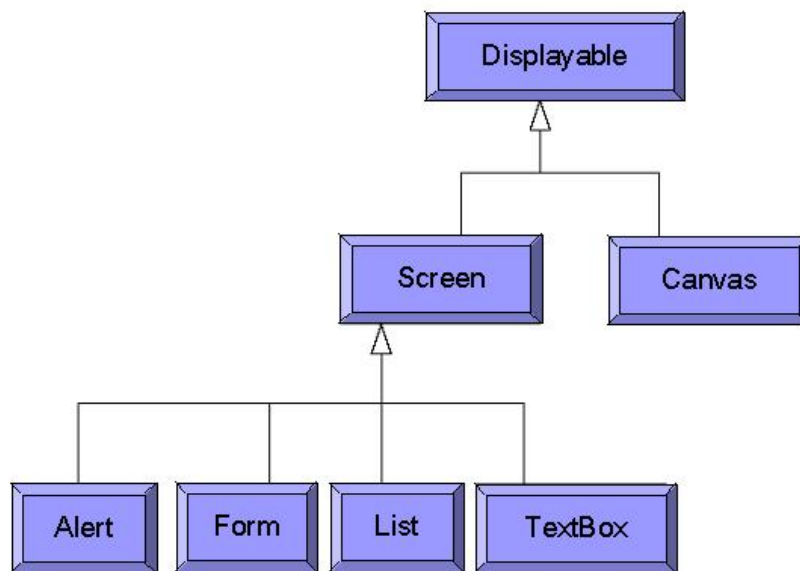 Displayable
Screen
Canvas
Alert
Form
List
TextBox